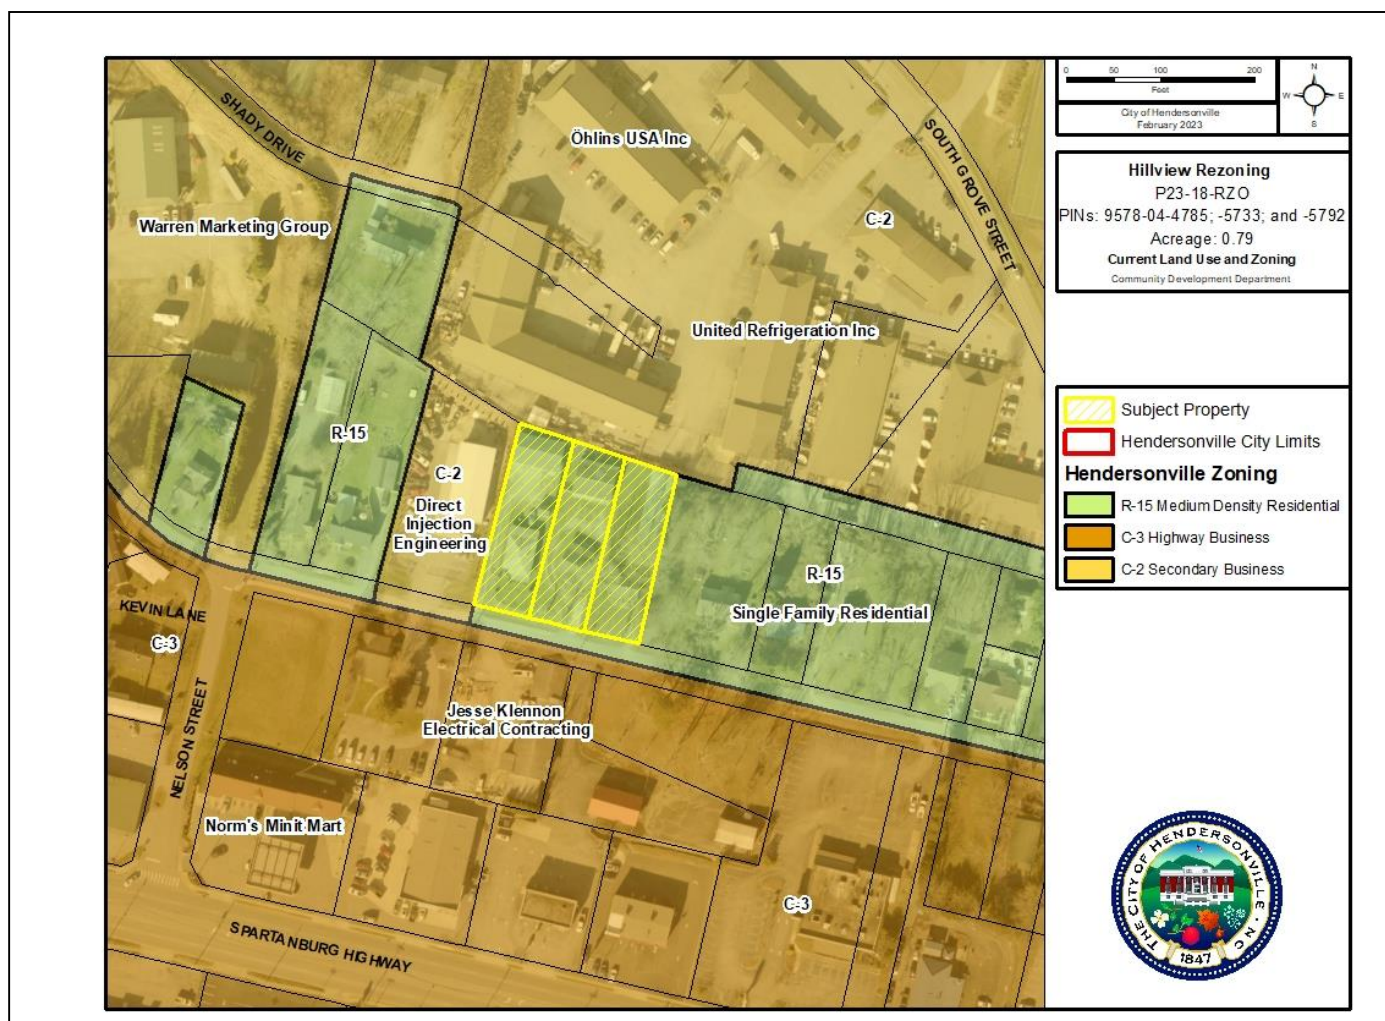 SHADY DRIVE
Öhlins USA Inc
SOUTH GROVE STREET
C-2
Warren Marketing Group
United Refrigeration Inc
R-15
C-2
Direct
Injection
Engineering
R-15
Single Family Residential
KEVIN LANE
C-3
NELSON STREET
Jesse Klennon
Electrical Contracting
Norm's Minit Mart
C-3
SPARTANBURG HIGHWAY
0 50 100 200
Feet
City of Hendersonville
February 2023
N
W E
S
Hillview Rezoning
P23-18-RZO
PINs: 9578-04-4785; -5733; and -5792
Acreage: 0.79
Current Land Use and Zoning
Community Development Department
Subject Property
Hendersonville City Limits
Hendersonville Zoning
R-15 Medium Density Residential
C-3 Highway Business
C-2 Secondary Business
THE CITY OF HENDERSONVILLE, NC
1847